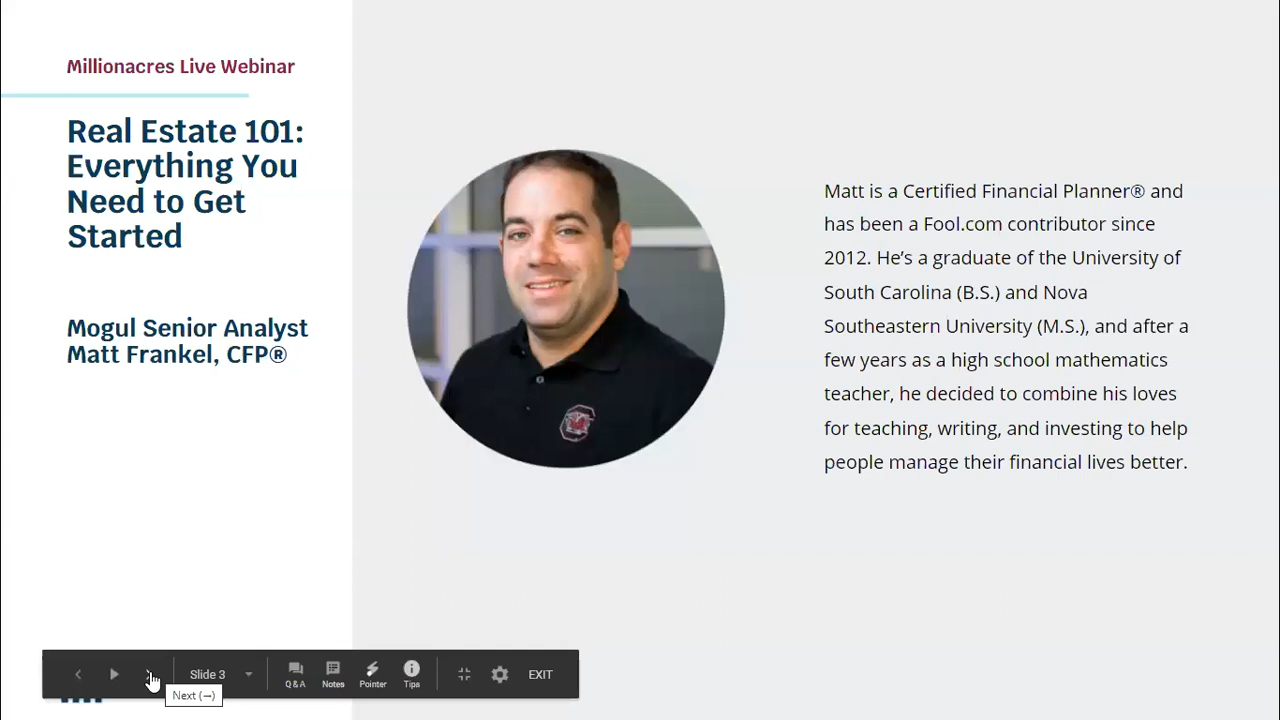 Millionacres Live Webinar
Real Estate 101:
Everything You
Need to Get
Started
Mogul Senior Analyst
Matt Frankel, CFP®
Matt is a Certified Financial Planner® and
has been a Fool.com contributor since
2012. He’s a graduate of the University of
South Carolina (B.S.) and Nova
Southeastern University (M.S.), and after a
few years as a high school mathematics
teacher, he decided to combine his loves
for teaching, writing, and investing to help
people manage their financial lives better.
Slide 3
Q & A
Notes
Pointer
Tips
EXIT
Next (→)